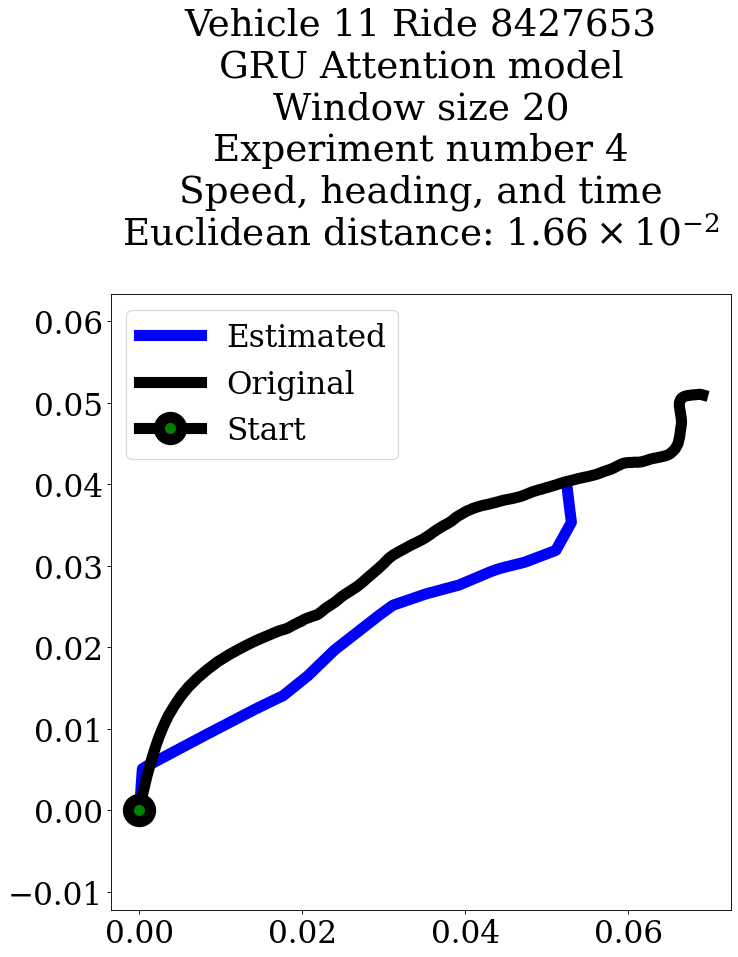 Vehicle 11 Ride 8427653
GRU Attention model
Window size 20
Experiment number 4
Speed, heading, and time
Euclidean distance: 1.66 × 10⁻²
0.06
0.05
0.04
0.03
0.02
0.01
0.00
−0.01
Estimated
Original
Start
0.00 0.02 0.04 0.06